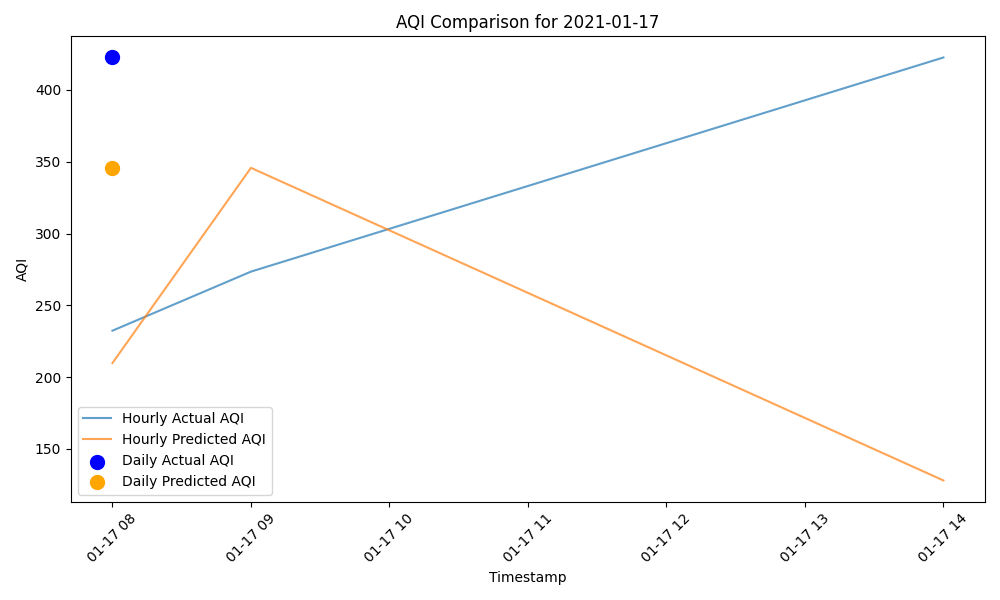 AQI Comparison for 2021-01-17
AQI
400
350
300
250
200
150
Hourly Actual AQI
Hourly Predicted AQI
Daily Actual AQI
Daily Predicted AQI
01-17 08
01-17 09
01-17 10
01-17 11
01-17 12
01-17 13
01-17 14
Timestamp